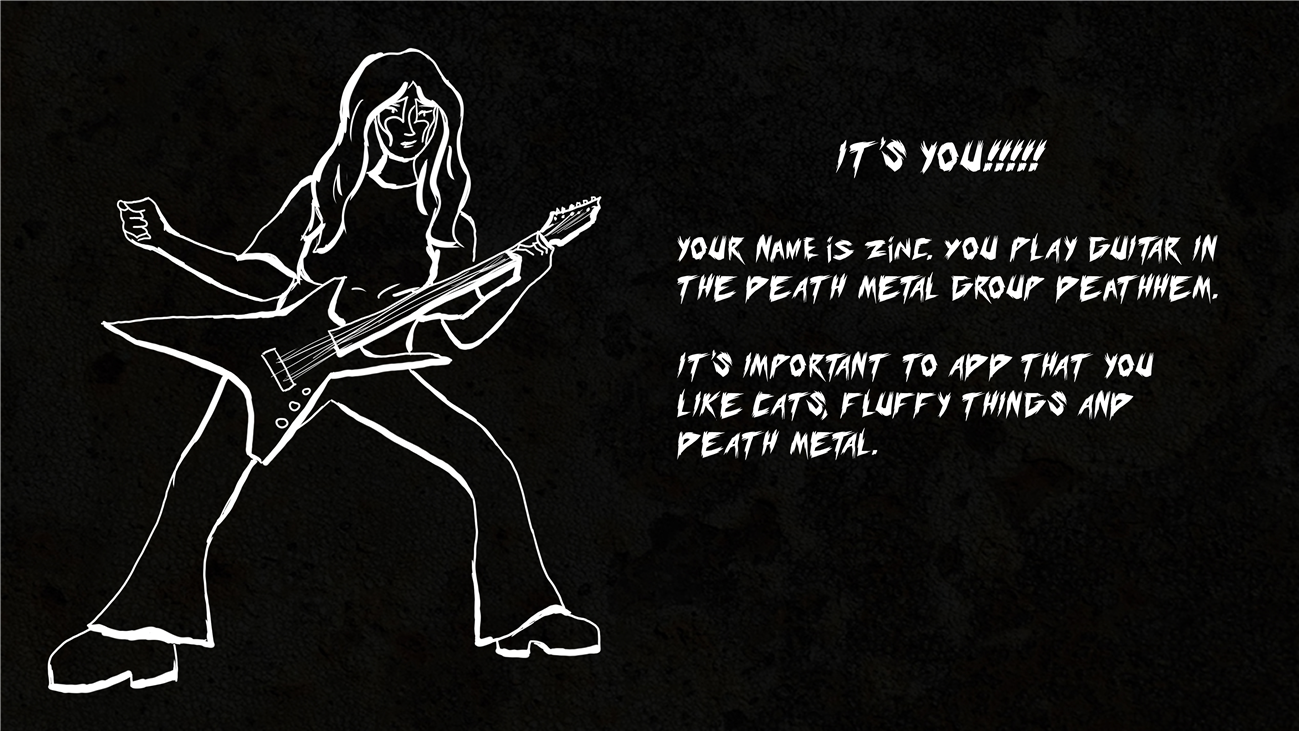 IT'S YOU!!!!!
YOUR NAME IS ZINC. YOU PLAY GUITAR IN
THE DEATH METAL GROUP DEATHHEM.
IT'S IMPORTANT TO ADD THAT YOU
LIKE CATS, FLUFFY THINGS AND
DEATH METAL.